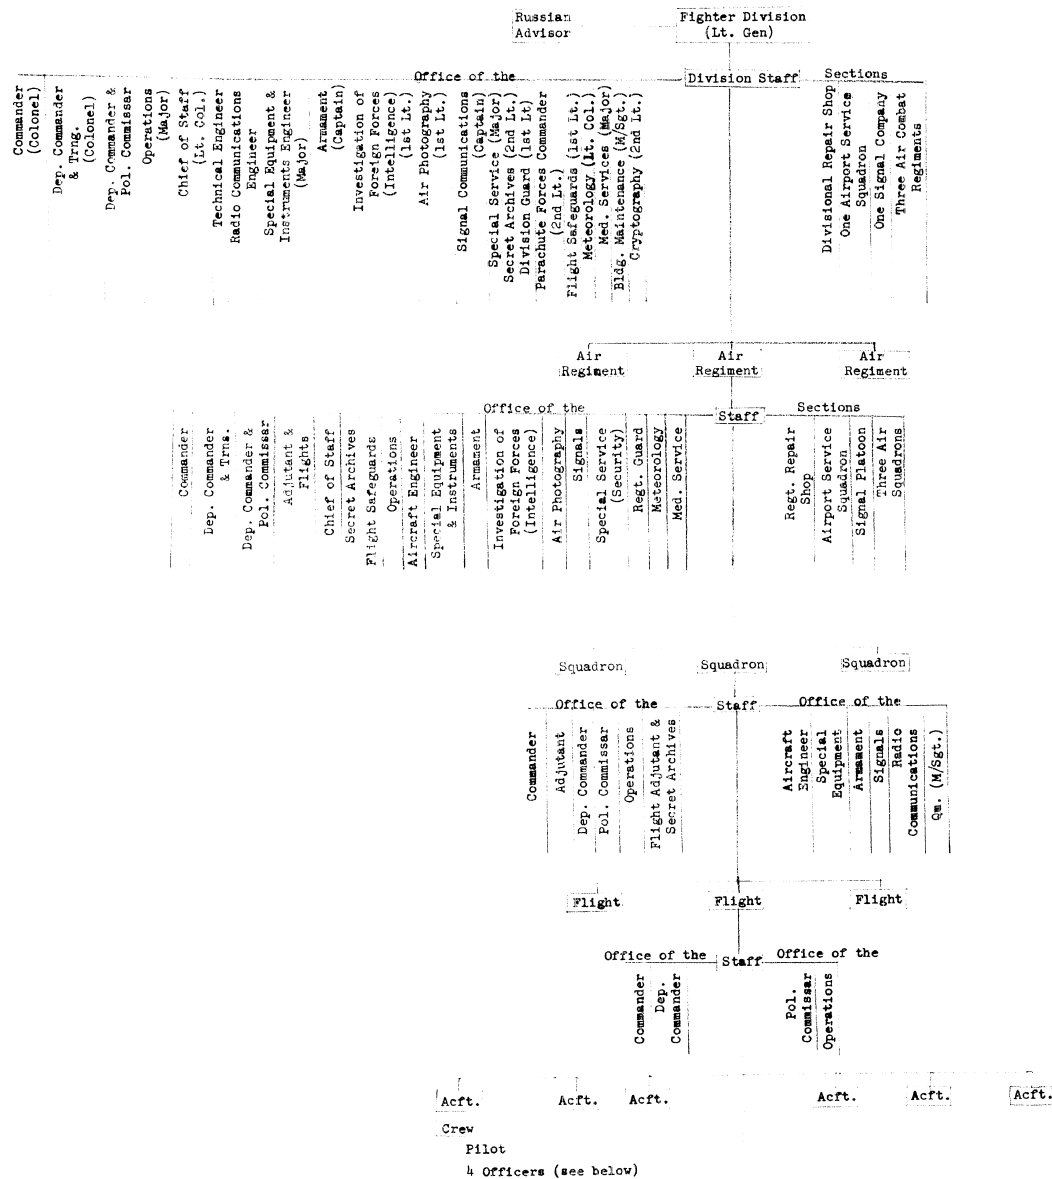 Russian
Advisor
Fighter Division
(Lt. Gen)
Office of the
Division Staff
Sections
Commander
(Colonel)
Dep. Commander
& Trng.
(Colonel)
Dep. Commander &
Pol. Commissar
Operations
(Major)
Chief of Staff
(Lt. Col.)
Technical Engineer
Radio Communications
Engineer
Special Equipment &
Instruments Engineer
(Major)
Armament
(Captain)
Investigation of
Foreign Forces
(Intelligence)
Air Photography
(1st Lt.)
(1st Lt.)
Signal Communications
(Captain)
Special Service (Major)
Secret Archives (2nd Lt.)
Division Guard (1st Lt)
Parachute Forces Commander
(2nd Lt.)
Flight Safeguards (1st Lt.)
Meteorology (Lt. Col.)
Med. Services (Major)
Bldg. Maintenance (M/Sgt.)
Cryptography (2nd Lt.)
Divisional Repair Shop
One Airport Service
Squadron
One Signal Company
Three Air Combat
Regiments
Air
Regiment
Air
Regiment
Air
Regiment
Office of the
Staff
Sections
Commander
Dep. Commander
& Trns.
Dep. Commander &
Pol. Commissar
Adjutant &
Flights
Chief of Staff
Secret Archives
Flight Safeguards
Operations
Aircraft Engineer
Special Equipment
& Instruments
Armament
Investigation of
Foreign Forces
(Intelligence)
Air Photography
Signals
Special Service
(Security)
Regt. Guard
Meteorology
Med. Service
Regt. Repair
Shop
Airport Service
Squadron
Signal Platoon
Three Air
Squadrons
Squadron
Squadron
Squadron
Office of the
Staff
Office of the
Commander
Adjutant
Dep. Commander
Pol. Commissar
Operations
Flight Adjutant &
Secret Archives
Aircraft
Engineer
Special
Equipment
Armament
Signals
Radio
Communications
Qm. (M/Sgt.)
Flight
Flight
Flight
Office of the
Staff
Office of the
Commander
Dep.
Commander
Pol.
Commissar
Operations
Acft.
Acft.
Acft.
Acft.
Acft.
Acft.
Crew
Pilot
4 Officers (see below)